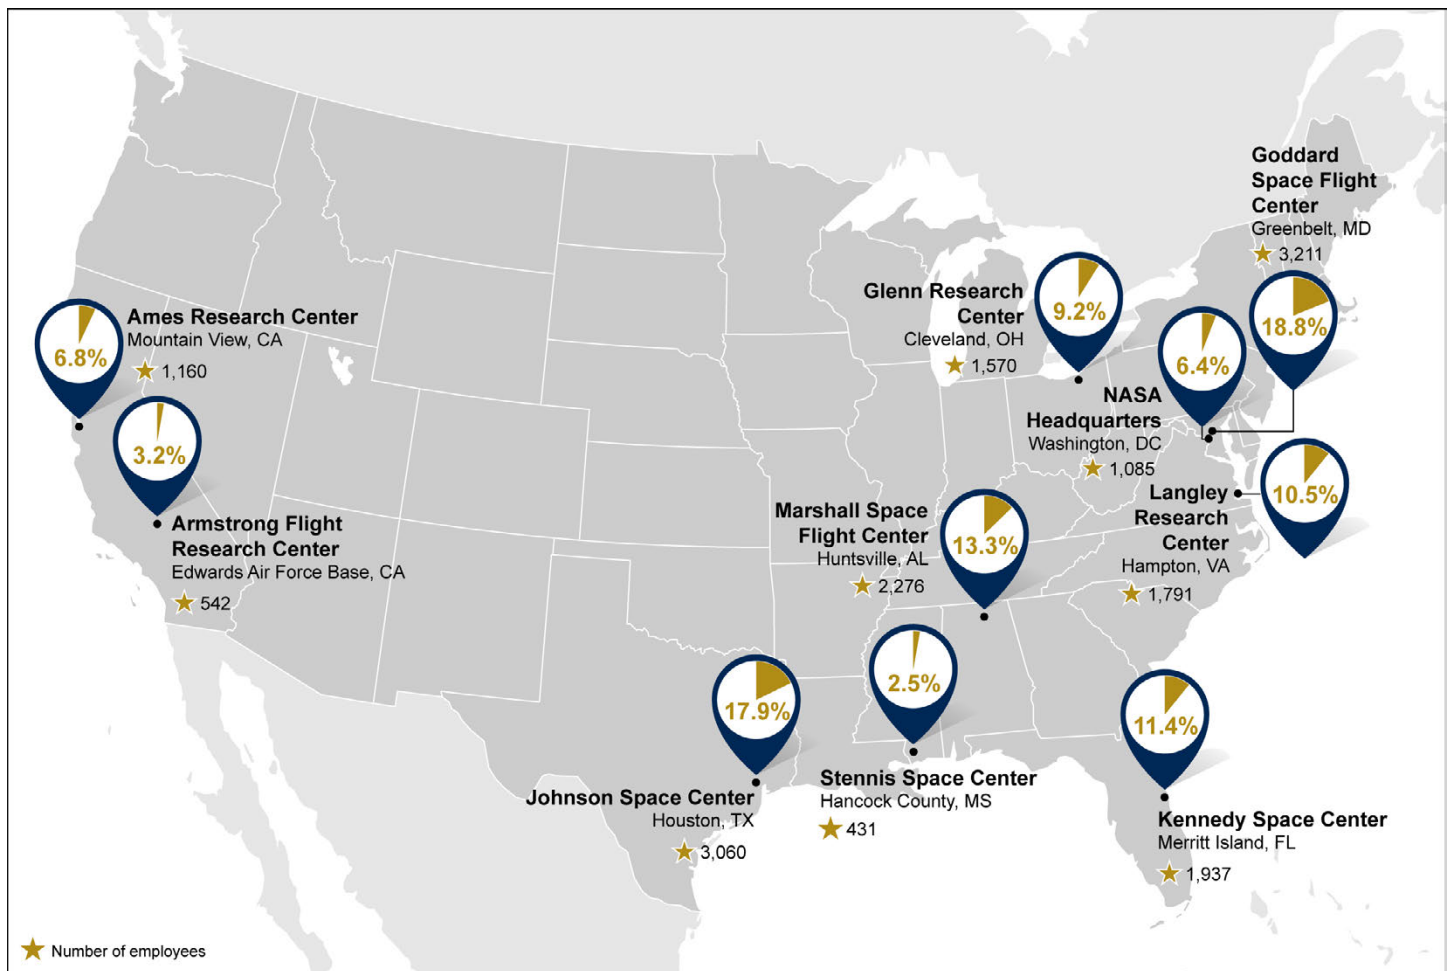 Goddard
Space Flight
Center
Greenbelt, MD
3,211
18.8%
Glenn Research
Center
Cleveland, OH
1,570
9.2%
6.4%
NASA
Headquarters
Washington, DC
1,085
Ames Research Center
Mountain View, CA
1,160
6.8%
3.2%
Armstrong Flight
Research Center
Edwards Air Force Base, CA
542
Langley
Research
Center
Hampton, VA
1,791
10.5%
Marshall Space
Flight Center
Huntsville, AL
2,276
13.3%
17.9%
Johnson Space Center
Houston, TX
3,060
2.5%
Stennis Space Center
Hancock County, MS
431
11.4%
Kennedy Space Center
Merritt Island, FL
1,937
Number of employees